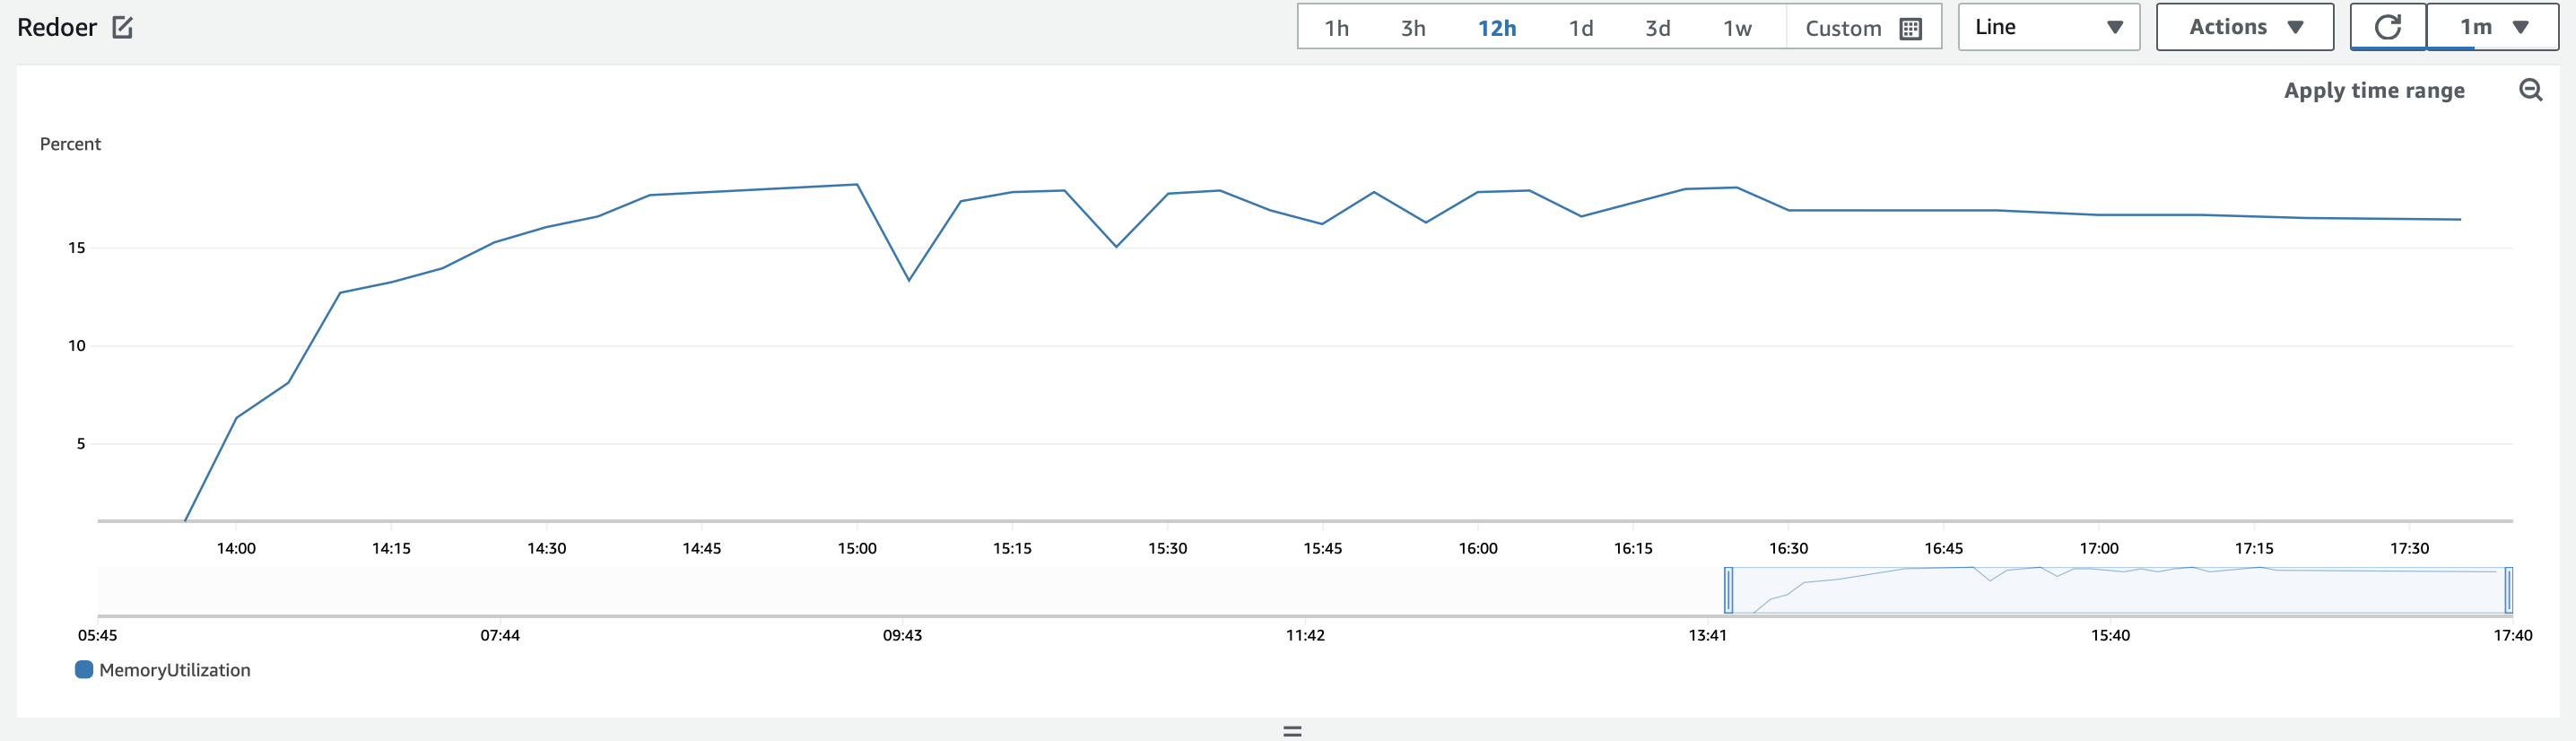 Redoer 1h 3h 12h 1d 3d 1w Custom Line Actions 1m
Apply time range
Percent
15
10
5
14:00 14:15 14:30 14:45 15:00 15:15 15:30 15:45 16:00 16:15 16:30 16:45 17:00 17:15 17:30
05:45 07:44 09:43 11:42 13:41 15:40 17:40
MemoryUtilization